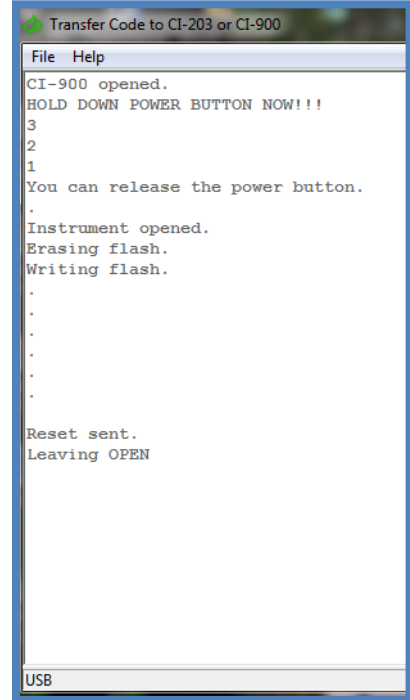 Transfer Code to CI-203 or CI-900
File Help
CI-900 opened.
HOLD DOWN POWER BUTTON NOW!!!
3
2
1
You can release the power button.
.
Instrument opened.
Erasing flash.
Writing flash.
.
.
.
.
.
.
Reset sent.
Leaving OPEN
USB